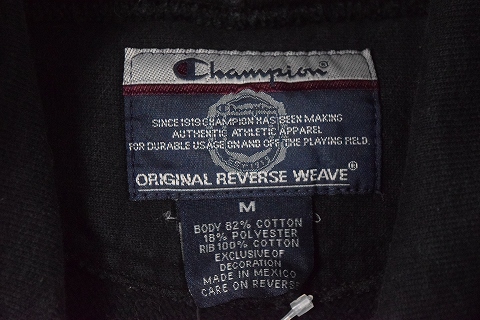 Champion
SINCE 1919 CHAMPION HAS BEEN MAKING
AUTHENTIC ATHLETIC APPAREL
FOR DURABLE USAGE ON AND OFF THE PLAYING FIELD.
ORIGINAL REVERSE WEAVE®
M
BODY 82% COTTON
18% POLYESTER
RIB 100% COTTON
EXCLUSIVE OF
DECORATION
MADE IN MEXICO
CARE ON REVERSE